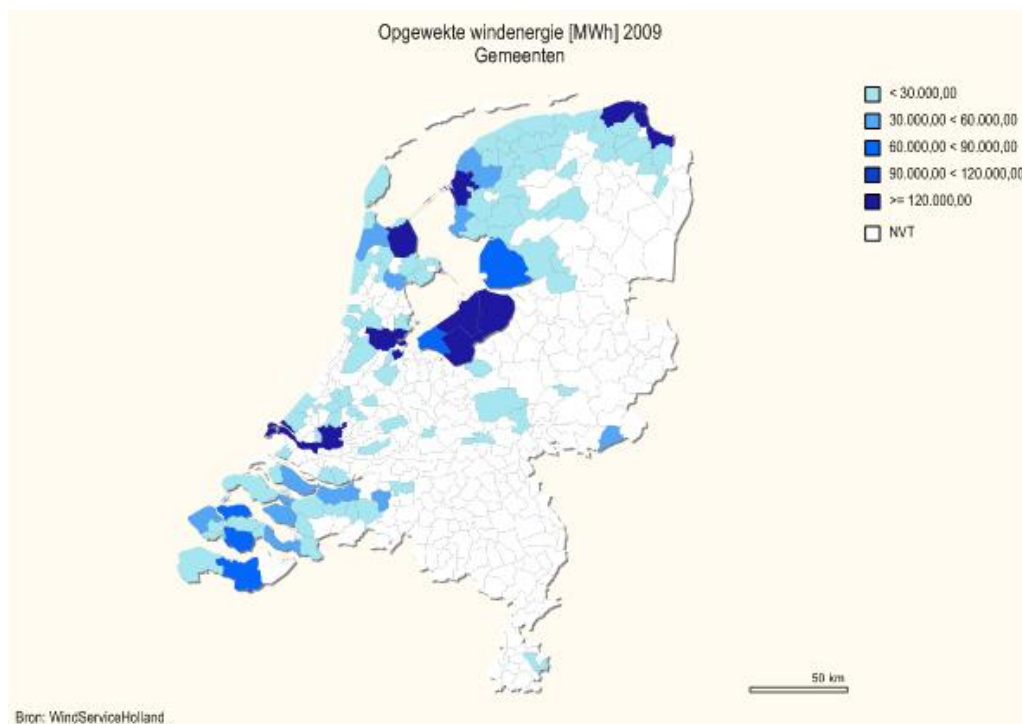 Opgewekte windenergie [MWh] 2009
Gemeenten
< 30.000,00
30.000,00 < 60.000,00
60.000,00 < 90.000,00
90.000,00 < 120.000,00
>= 120.000,00
NVT
50 km
Bron: WindServiceHolland